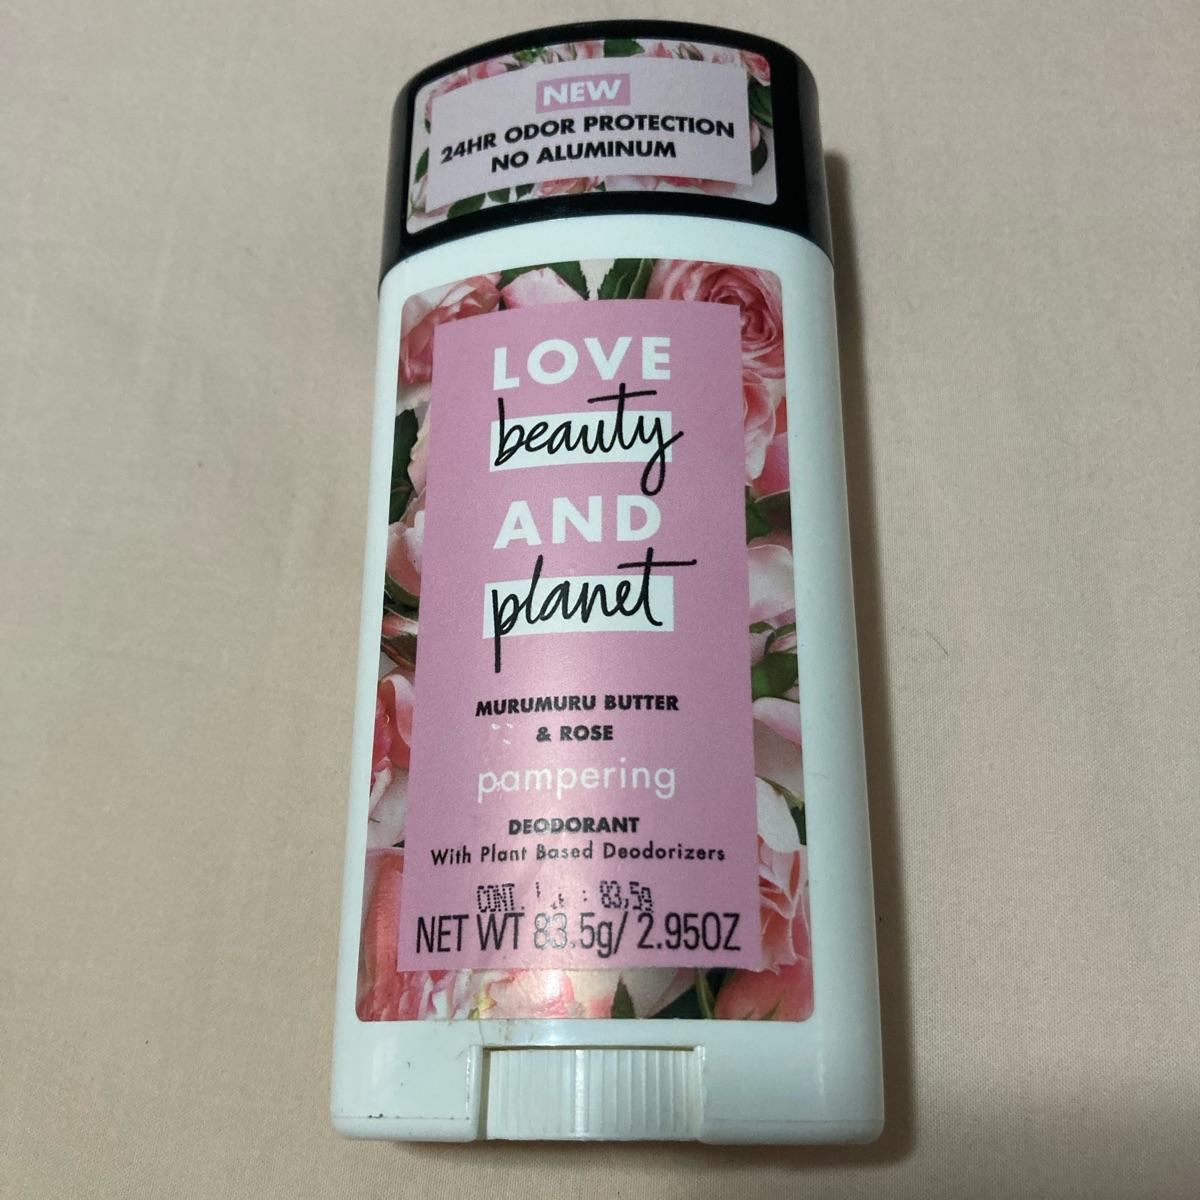 NEW
24HR ODOR PROTECTION
NO ALUMINUM
LOVE
beauty
AND
planet
MURUMURU BUTTER
& ROSE
pampering
DEODORANT
With Plant Based Deodorizers
CONT. : 83,5g
NET WT 83.5g/ 2.95OZ